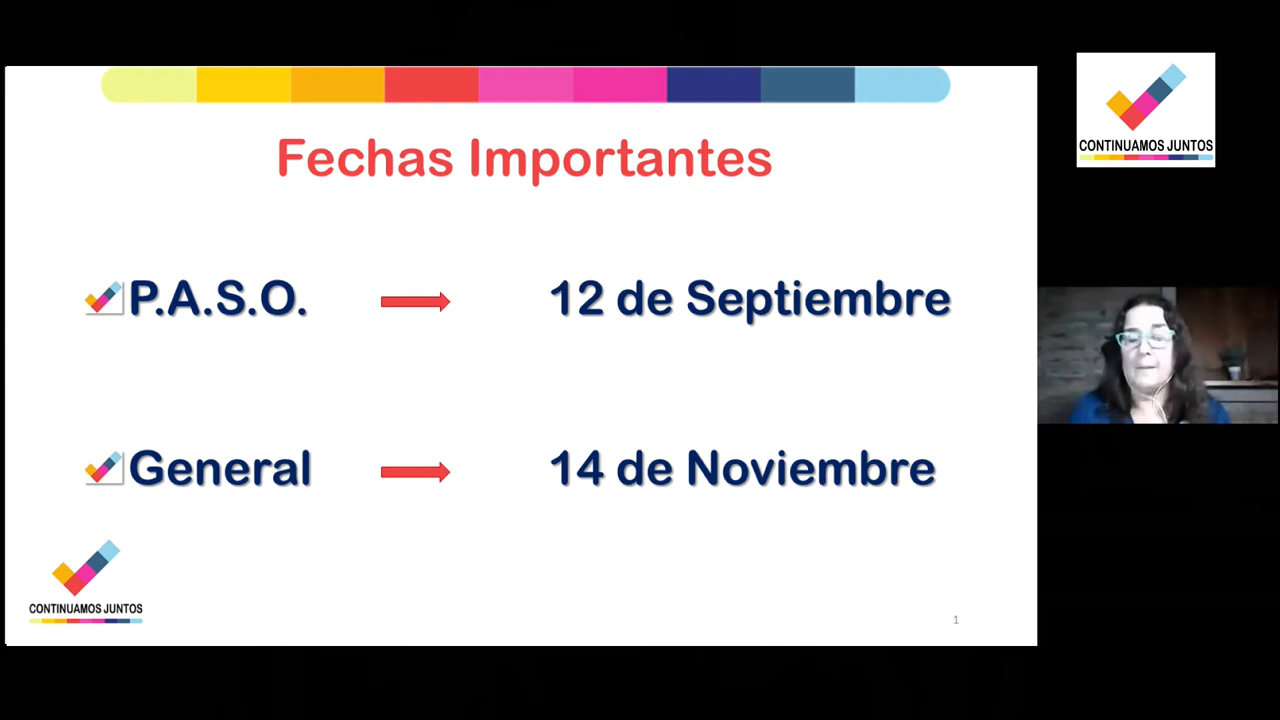 Fechas Importantes
P.A.S.O. 12 de Septiembre
General 14 de Noviembre
CONTINUAMOS JUNTOS
1
CONTINUAMOS JUNTOS